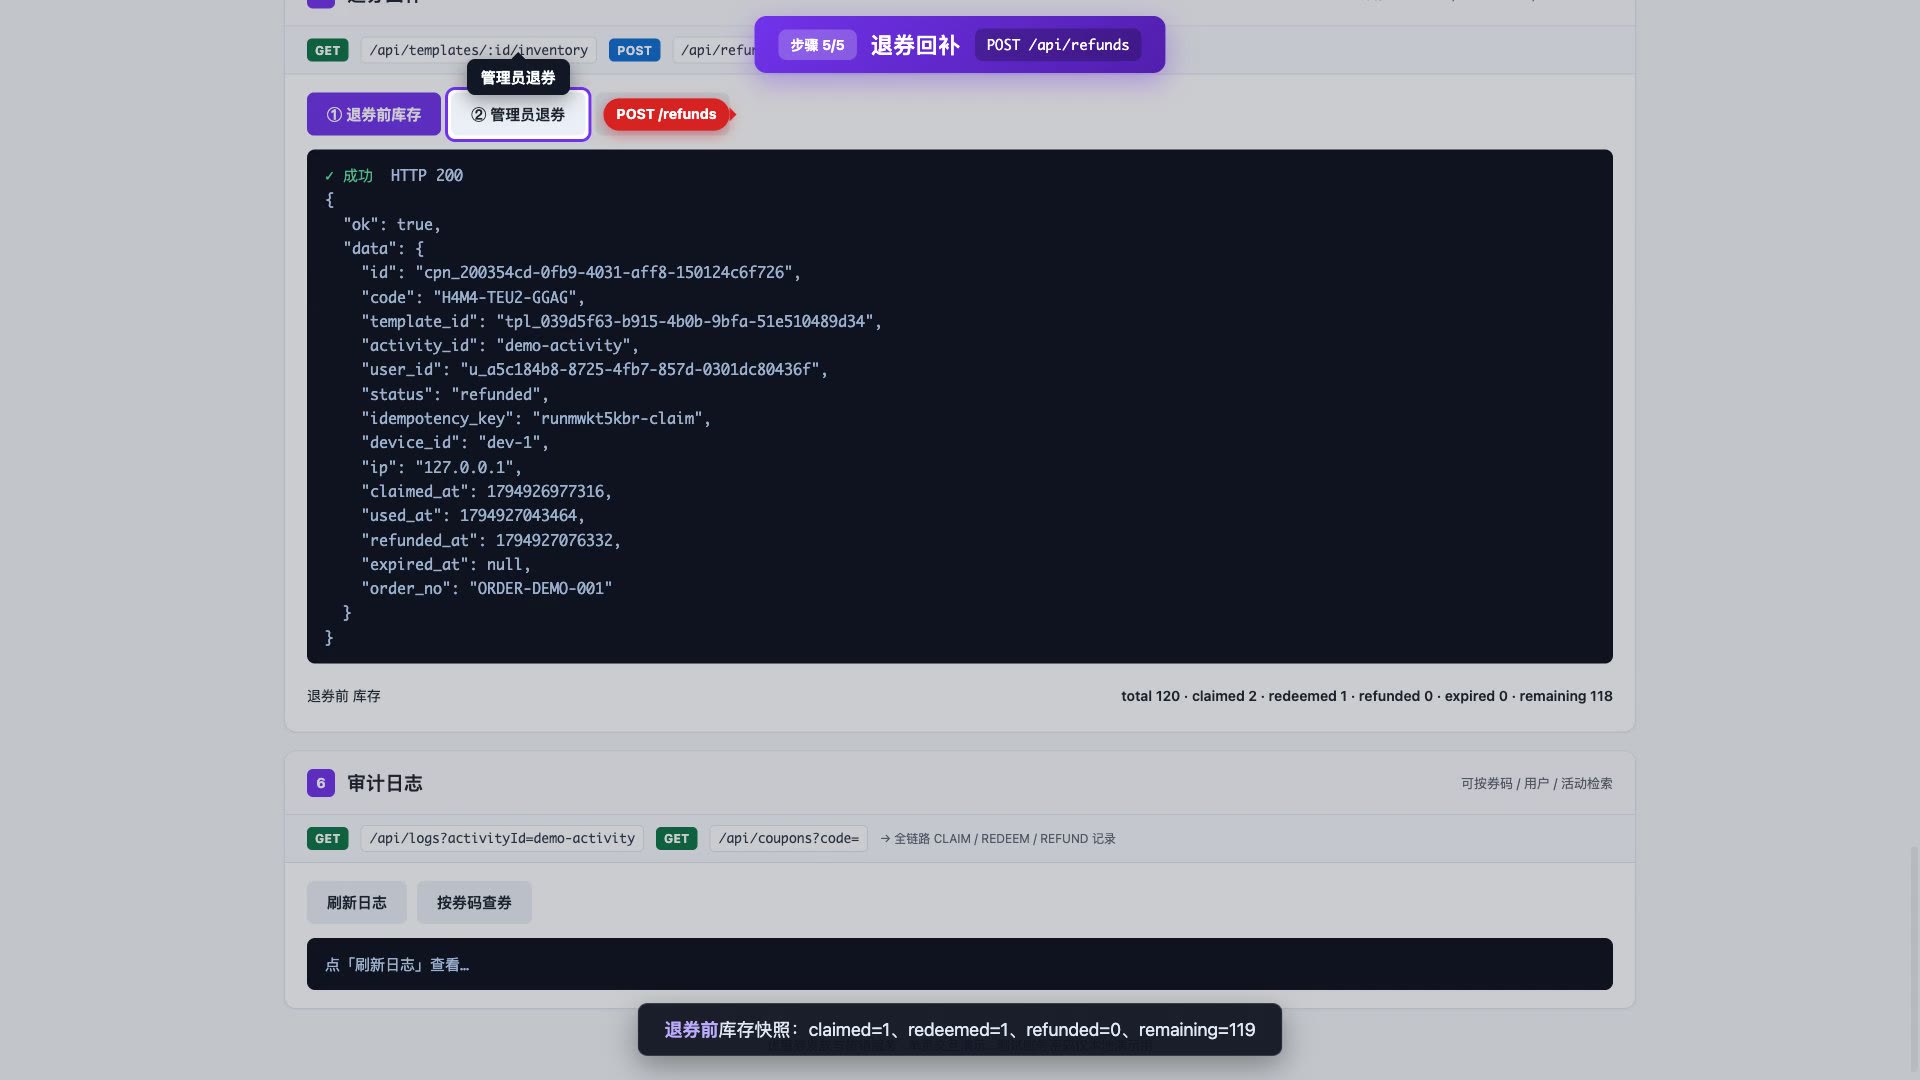 步骤 5/5 退券回补 POST /api/refunds
GET /api/templates/:id/inventory POST
管理员退券
① 退券前库存 ② 管理员退券 POST /refunds
✓ 成功 HTTP 200
{
"ok": true,
"data": {
"id": "cpn_200354cd-0fb9-4031-aff8-150124c6f726",
"code": "H4M4-TEU2-GGAG",
"template_id": "tpl_039d5f63-b915-4b0b-9bfa-51e510489d34",
"activity_id": "demo-activity",
"user_id": "u_a5c184b8-8725-4fb7-857d-0301dc80436f",
"status": "refunded",
"idempotency_key": "runmwkt5kbr-claim",
"device_id": "dev-1",
"ip": "127.0.0.1",
"claimed_at": 1794926977316,
"used_at": 1794927043464,
"refunded_at": 1794927076332,
"expired_at": null,
"order_no": "ORDER-DEMO-001"
}
}
退券前 库存 total 120 · claimed 2 · redeemed 1 · refunded 0 · expired 0 · remaining 118
6 审计日志 可按券码 / 用户 / 活动检索
GET /api/logs?activityId=demo-activity GET /api/coupons?code= → 全链路 CLAIM / REDEEM / REFUND 记录
刷新日志 按券码查券
点「刷新日志」查看…
退券前库存快照：claimed=1、redeemed=1、refunded=0、remaining=119